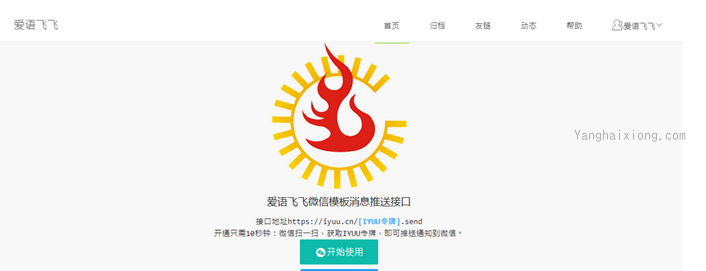 爱语飞飞 首页 归档 友链 动态 帮助 爱语飞飞
Yanghaixiong.com
爱语飞飞微信模板消息推送接口
接口地址https://iyuu.cn/[IYUU令牌].send
开通只需10秒钟：微信扫一扫，获取IYUU令牌，即可推送通知到微信。
开始使用